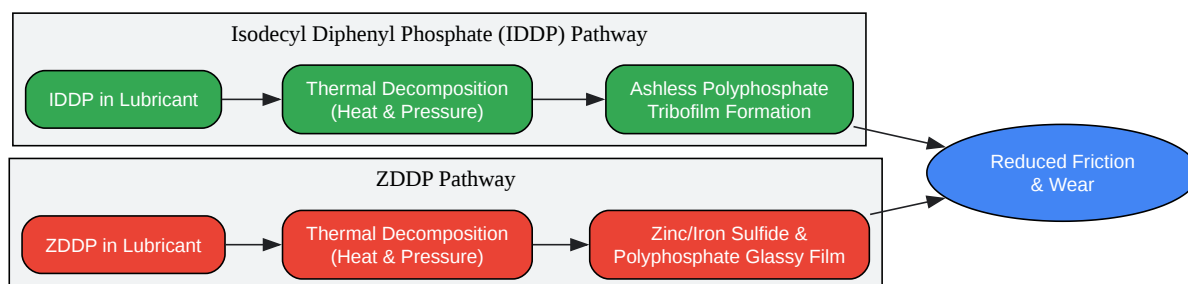 Isodecyl Diphenyl Phosphate (IDDP) Pathway
IDDP in Lubricant
Thermal Decomposition
(Heat & Pressure)
Ashless Polyphosphate
Tribofilm Formation
ZDDP Pathway
ZDDP in Lubricant
Thermal Decomposition
(Heat & Pressure)
Zinc/Iron Sulfide &
Polyphosphate Glassy Film
Reduced Friction
& Wear